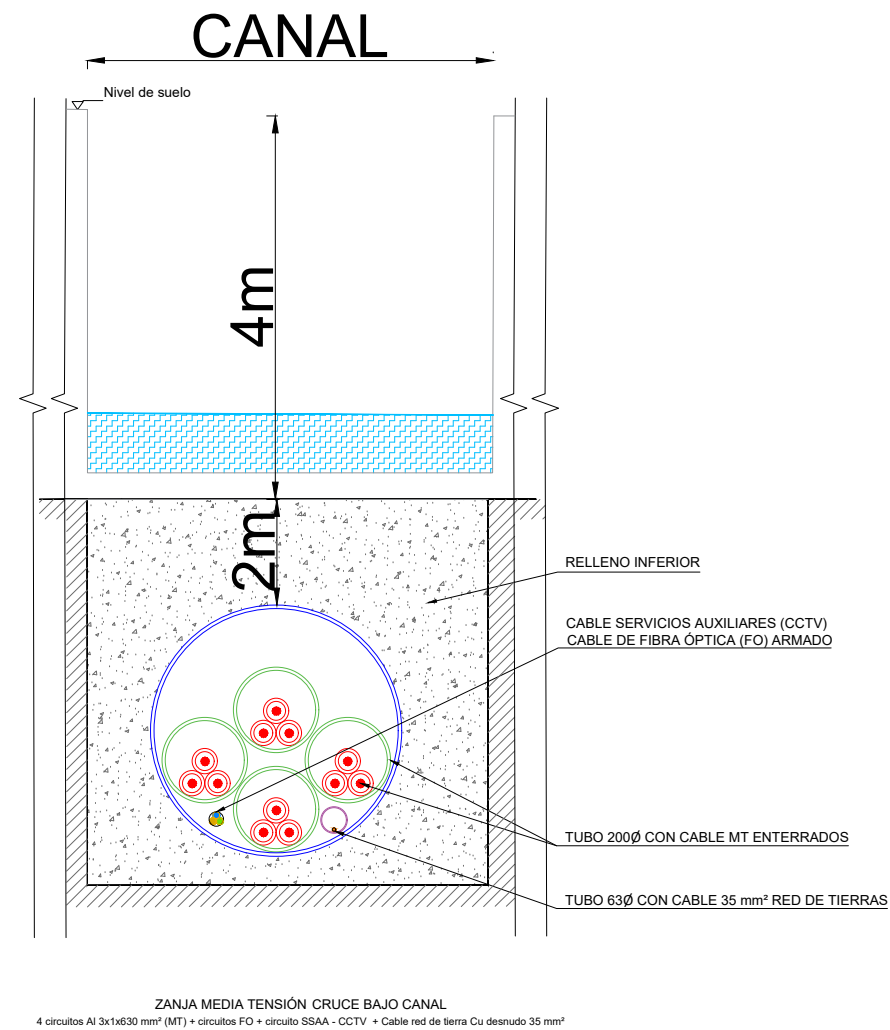 CANAL
Nivel de suelo
4m
2m
RELLENO INFERIOR
CABLE SERVICIOS AUXILIARES (CCTV)
CABLE DE FIBRA ÓPTICA (FO) ARMADO
TUBO 200Ø CON CABLE MT ENTERRADOS
TUBO 63Ø CON CABLE 35 mm² RED DE TIERRAS
ZANJA MEDIA TENSIÓN CRUCE BAJO CANAL
4 circuitos Al 3x1x630 mm² (MT) + circuitos FO + circuito SSAA - CCTV + Cable red de tierra Cu desnudo 35 mm²